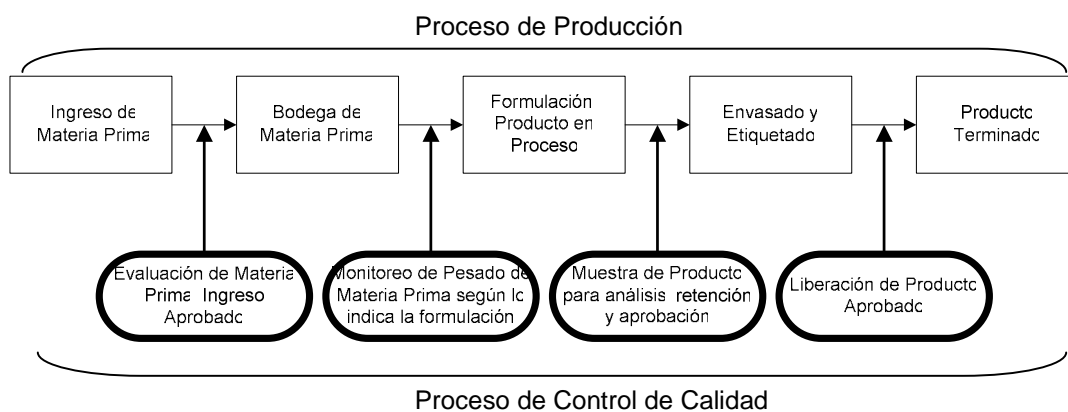 Proceso de Producción
Ingreso de
Materia Prima
Bodega de
Materia Prima
Formulación
Producto en
Proceso
Envasado y
Etiquetado
Producto
Terminado
Evaluación de Materia
Prima Ingreso
Aprobado
Monitoreo de Pesado de
Materia Prima según lo
indica la formulación
Muestra de Producto
para análisis retención
y aprobación
Liberación de Producto
Aprobado
Proceso de Control de Calidad